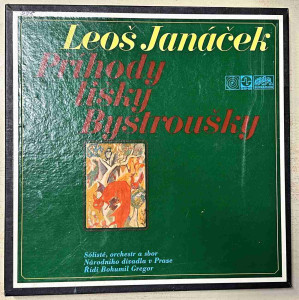 Leoš Janáček
Příhody
lišky
Bystroušky
Sólisté, orchestr a sbor
Národního divadla v Praze
Řídí Bohumil Gregor